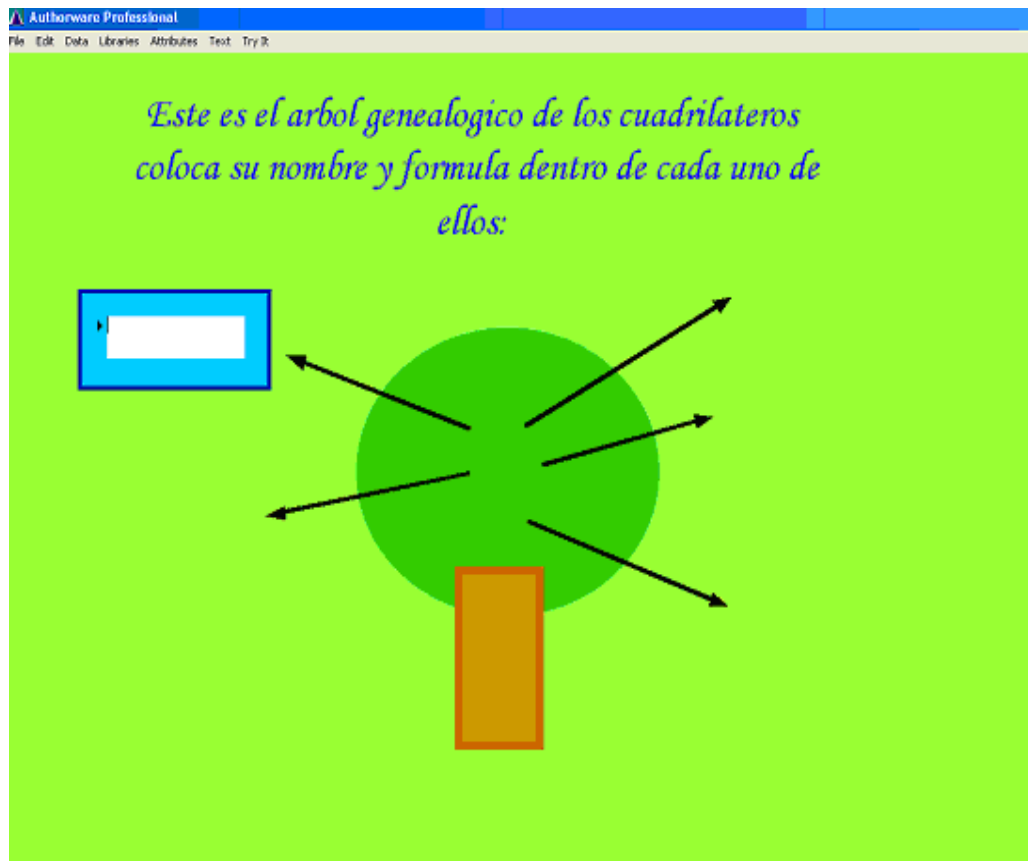 Authorware Professional
File Edit Data Libraries Attributes Text Try It
Este es el arbol genealogico de los cuadrilateros
coloca su nombre y formula dentro de cada uno de
ellos: